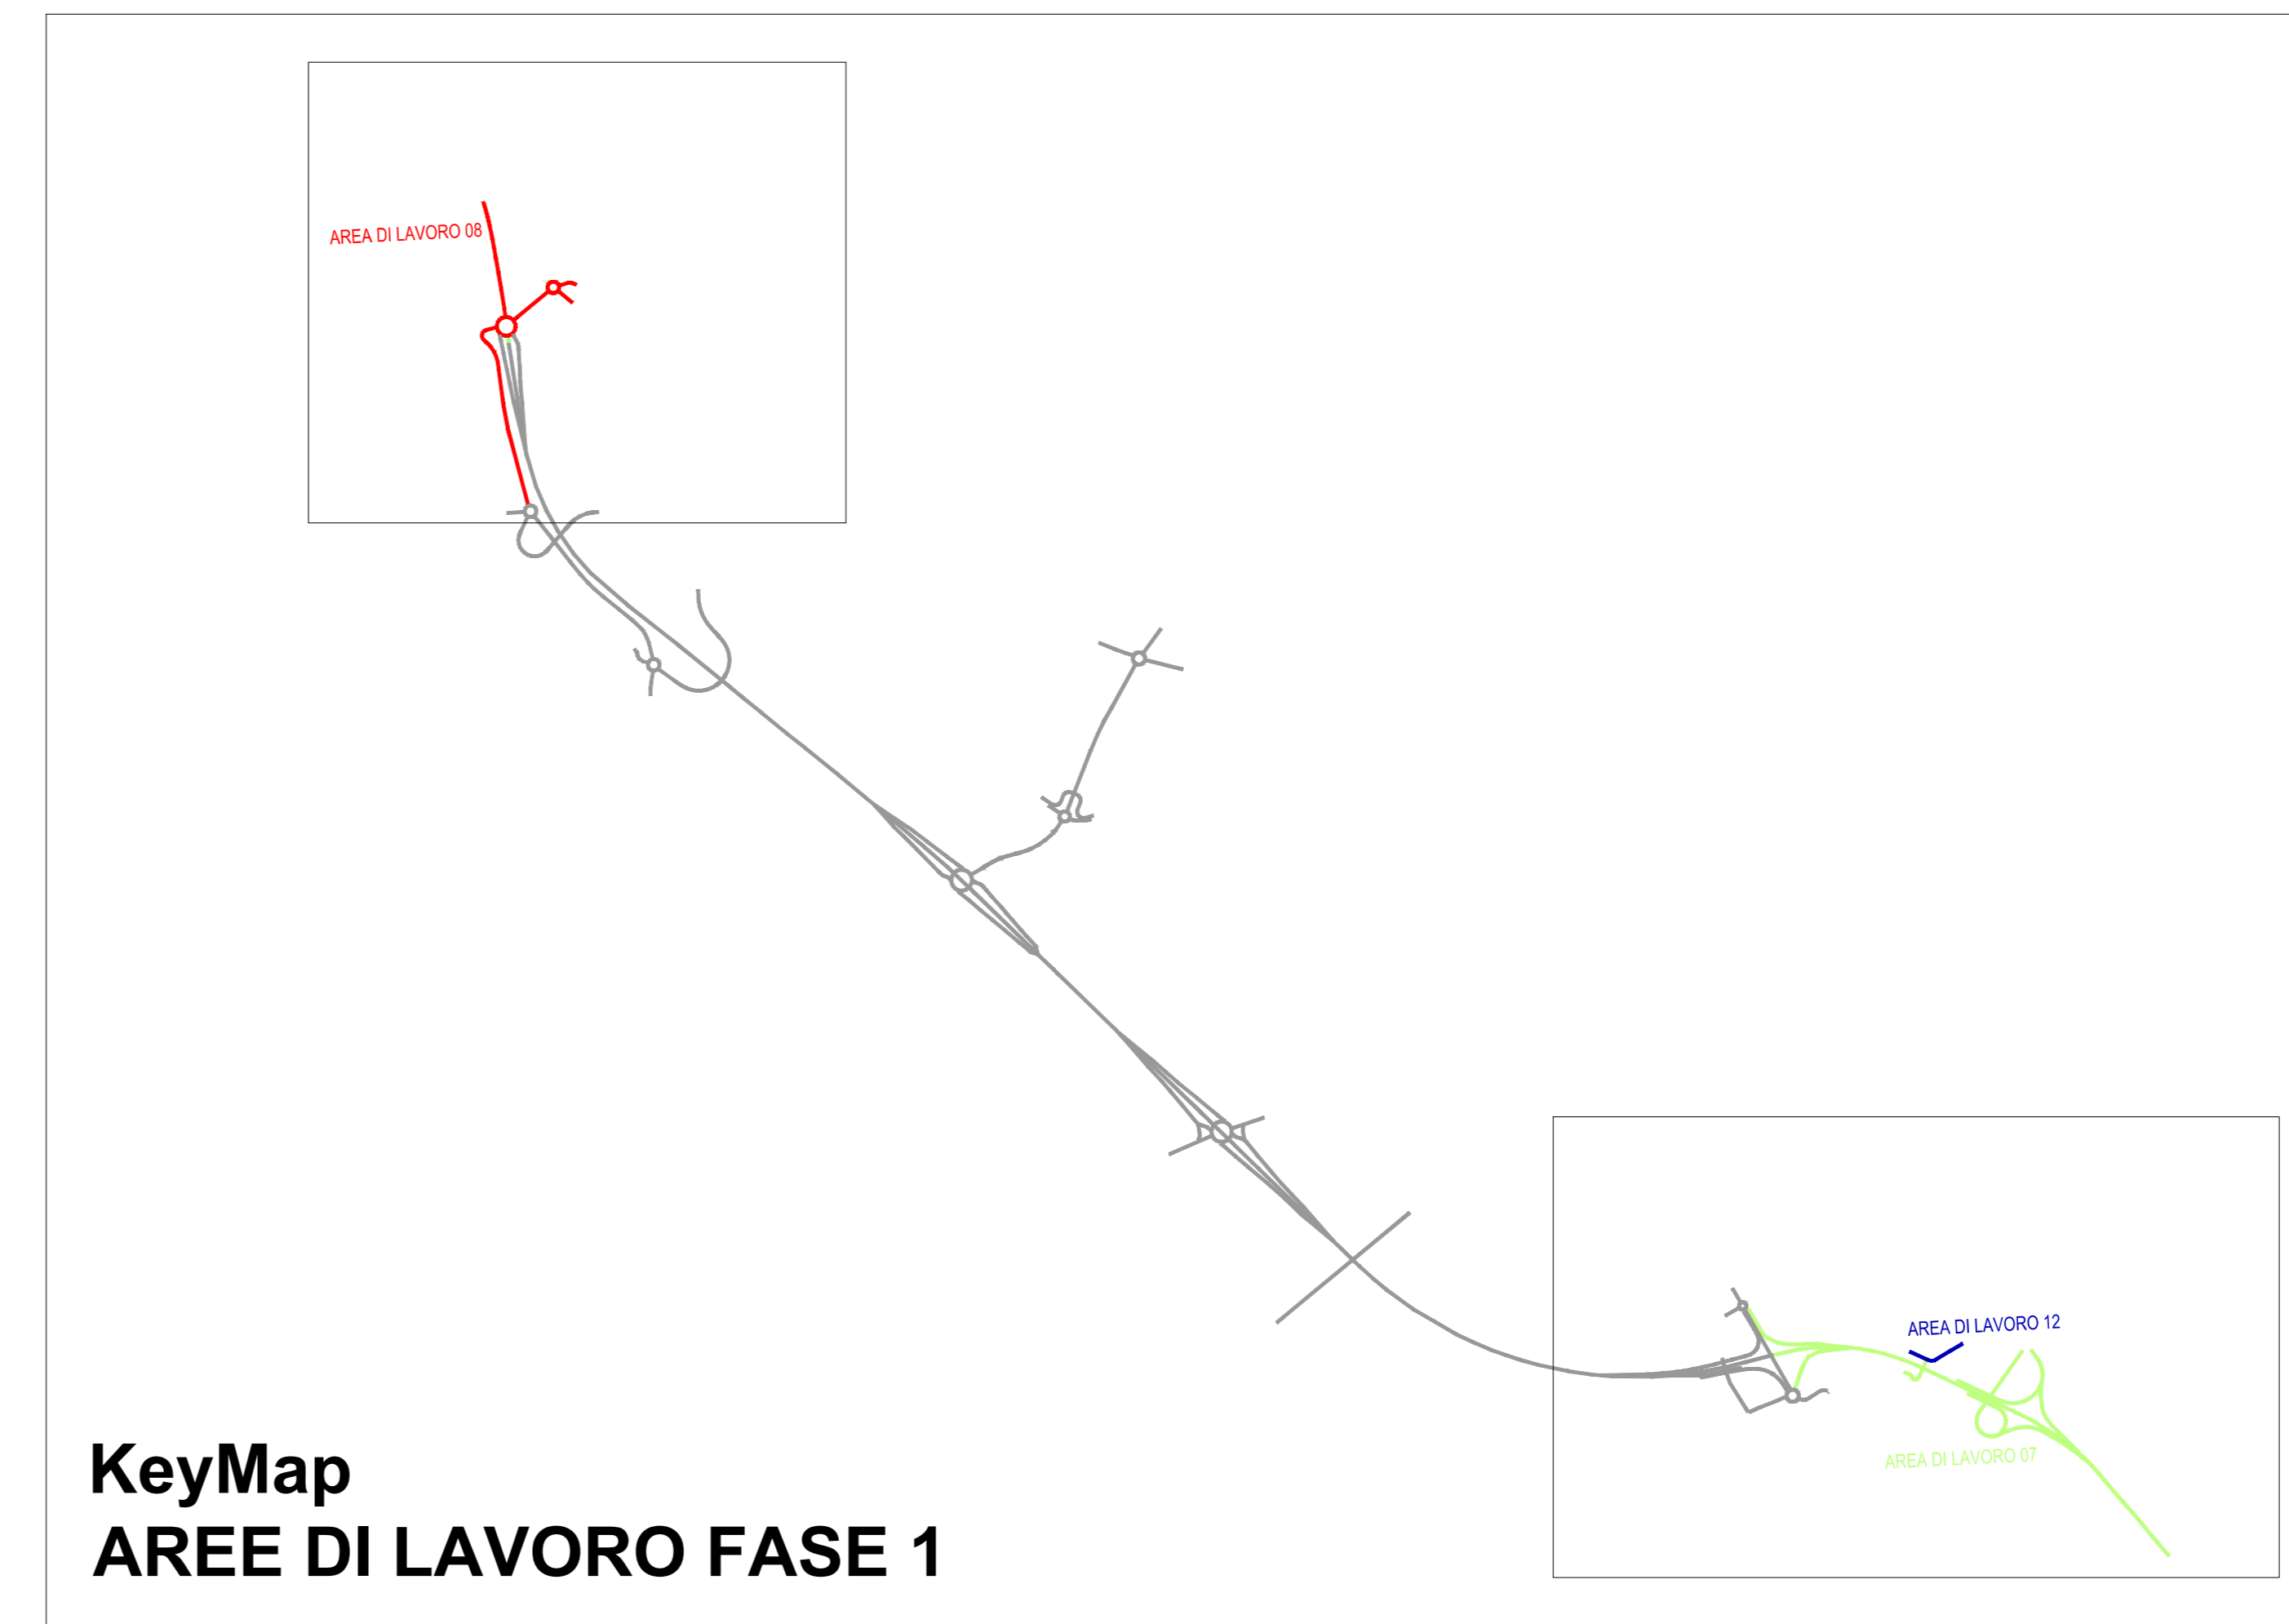 AREA DI LAVORO 08
AREA DI LAVORO 12
AREA DI LAVORO 07
KeyMap
AREE DI LAVORO FASE 1